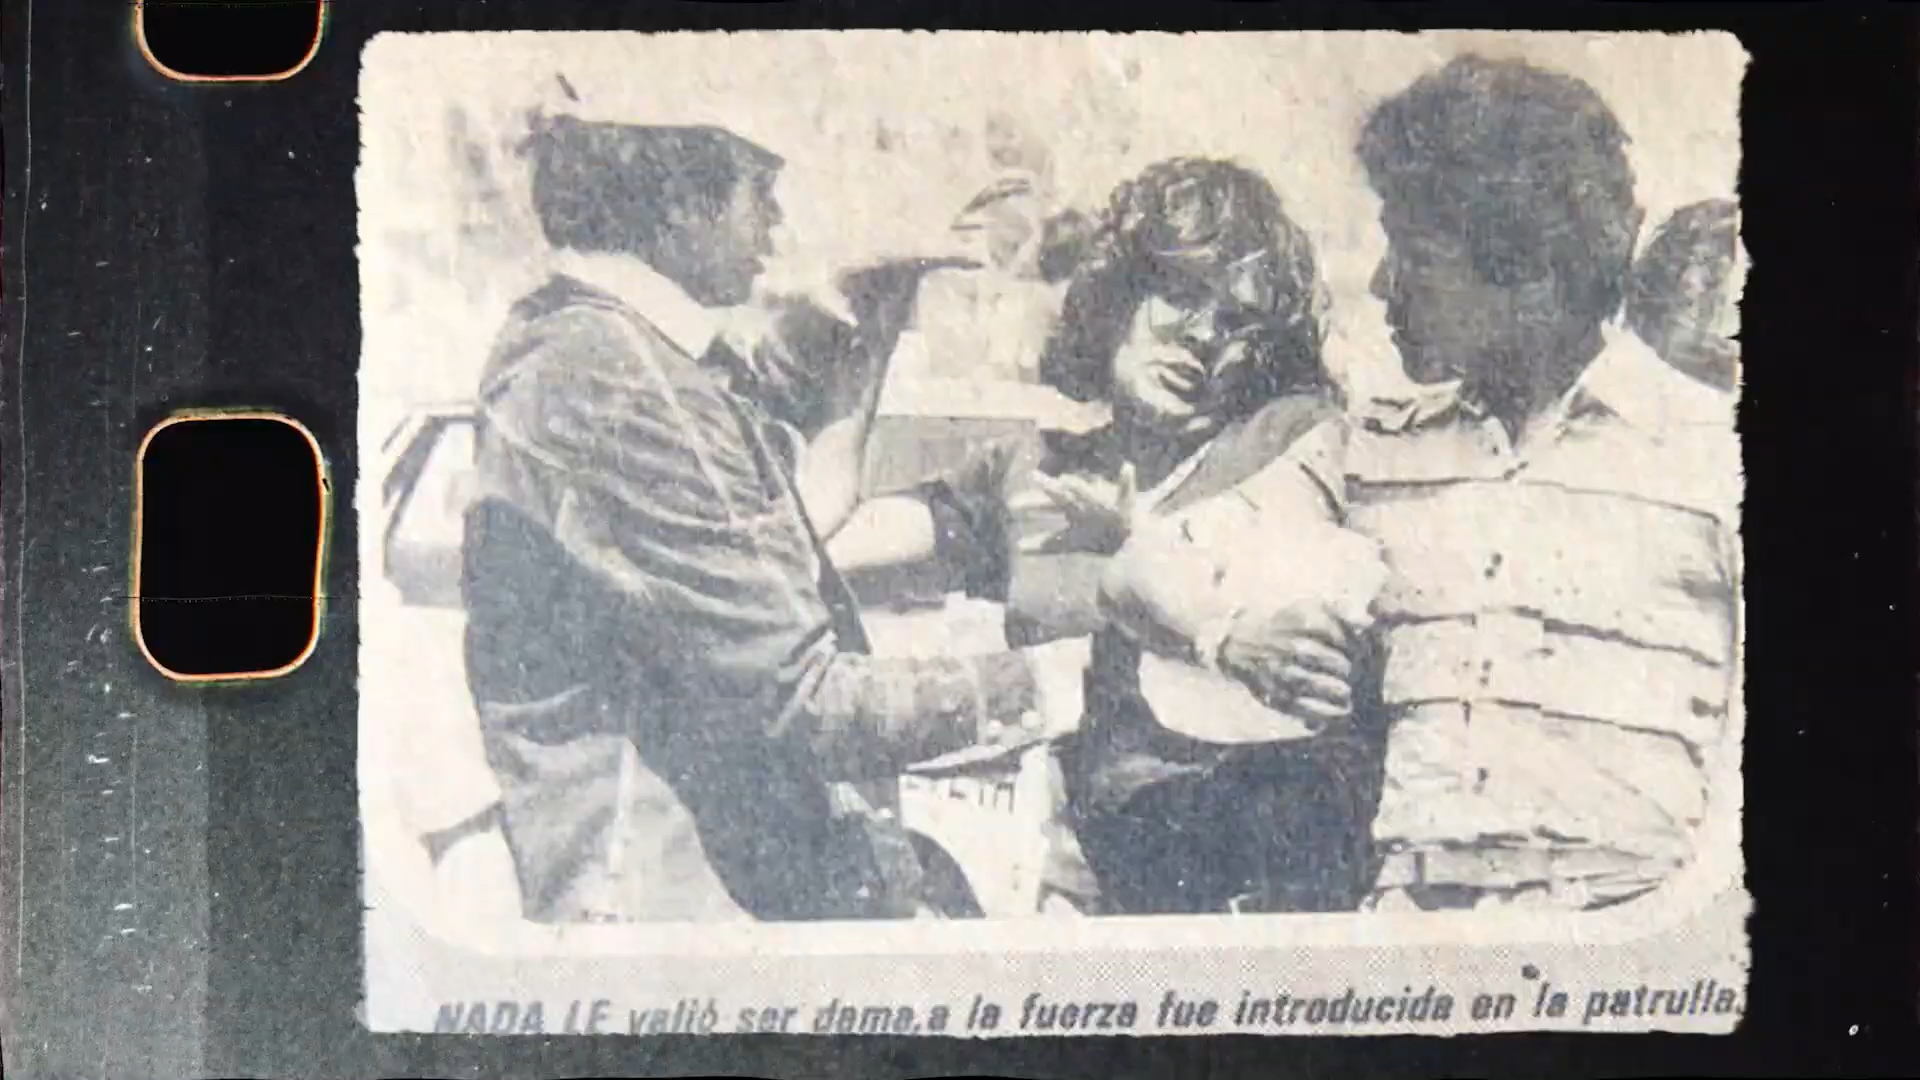 NADA LE valió ser dama, a la fuerza fue introducida en la patrulla.